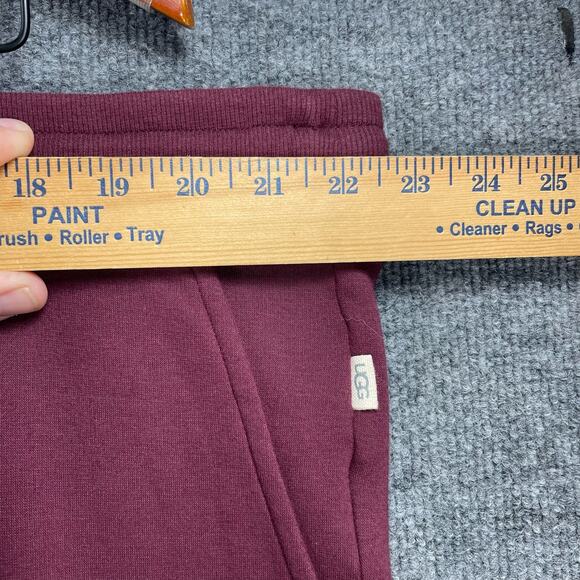 18 19 20 21 22 23 24 25
PAINT CLEAN UP
rush • Roller • Tray • Cleaner • Rags •
UGG